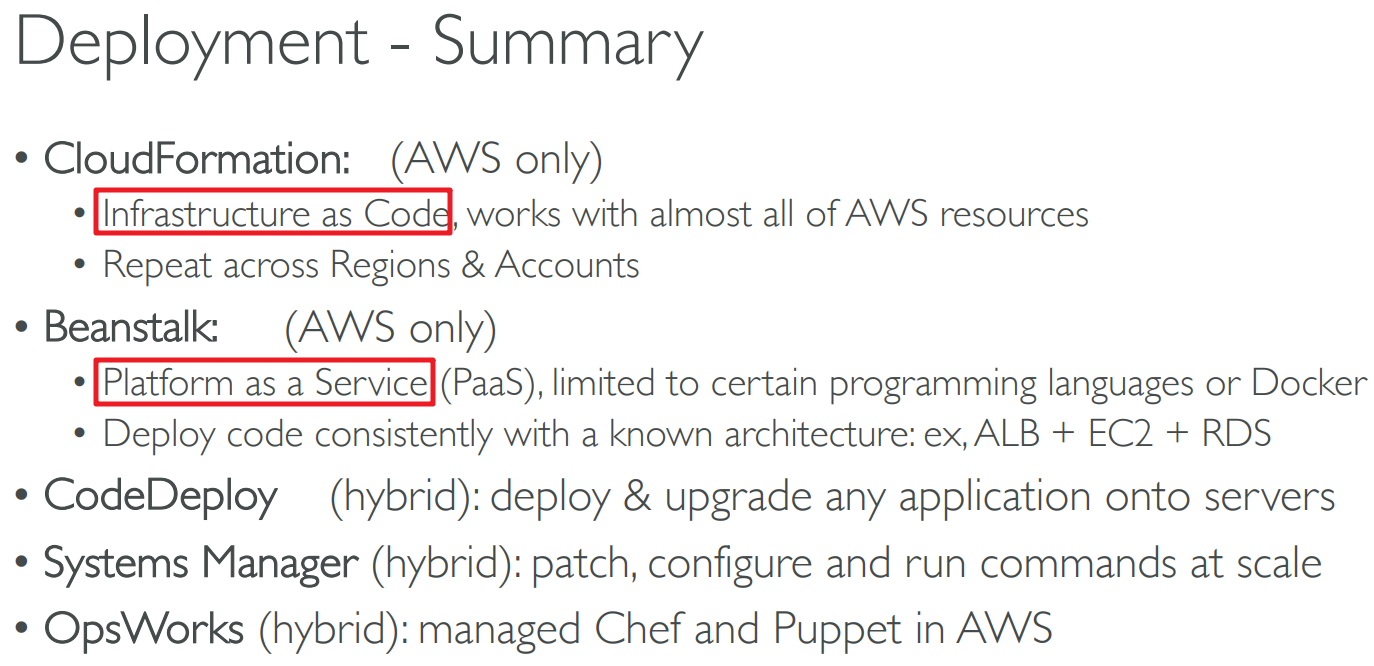 Deployment - Summary
• CloudFormation: (AWS only)
• Infrastructure as Code, works with almost all of AWS resources
• Repeat across Regions & Accounts
• Beanstalk: (AWS only)
• Platform as a Service (PaaS), limited to certain programming languages or Docker
• Deploy code consistently with a known architecture: ex, ALB + EC2 + RDS
• CodeDeploy (hybrid): deploy & upgrade any application onto servers
• Systems Manager (hybrid): patch, configure and run commands at scale
• OpsWorks (hybrid): managed Chef and Puppet in AWS